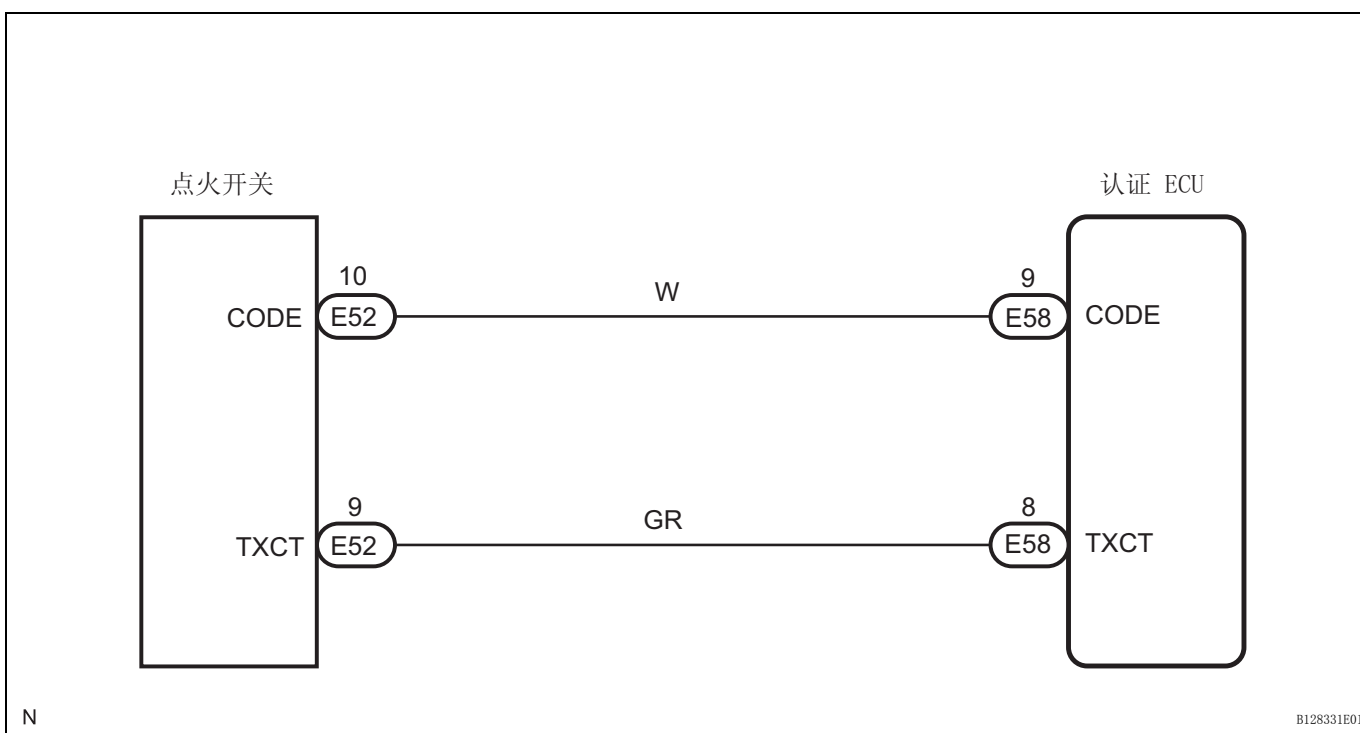 点火开关
认证 ECU
10
9
W
CODE
E52
E58
CODE
9
8
GR
TXCT
E52
E58
TXCT
N
B128331E01